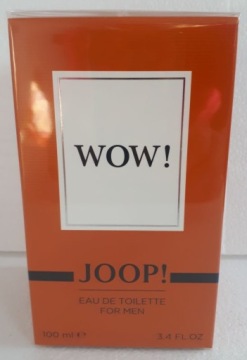 WOW!
JOOP!
EAU DE TOILETTE
FOR MEN
100 ml ℮ 3.4 FL OZ